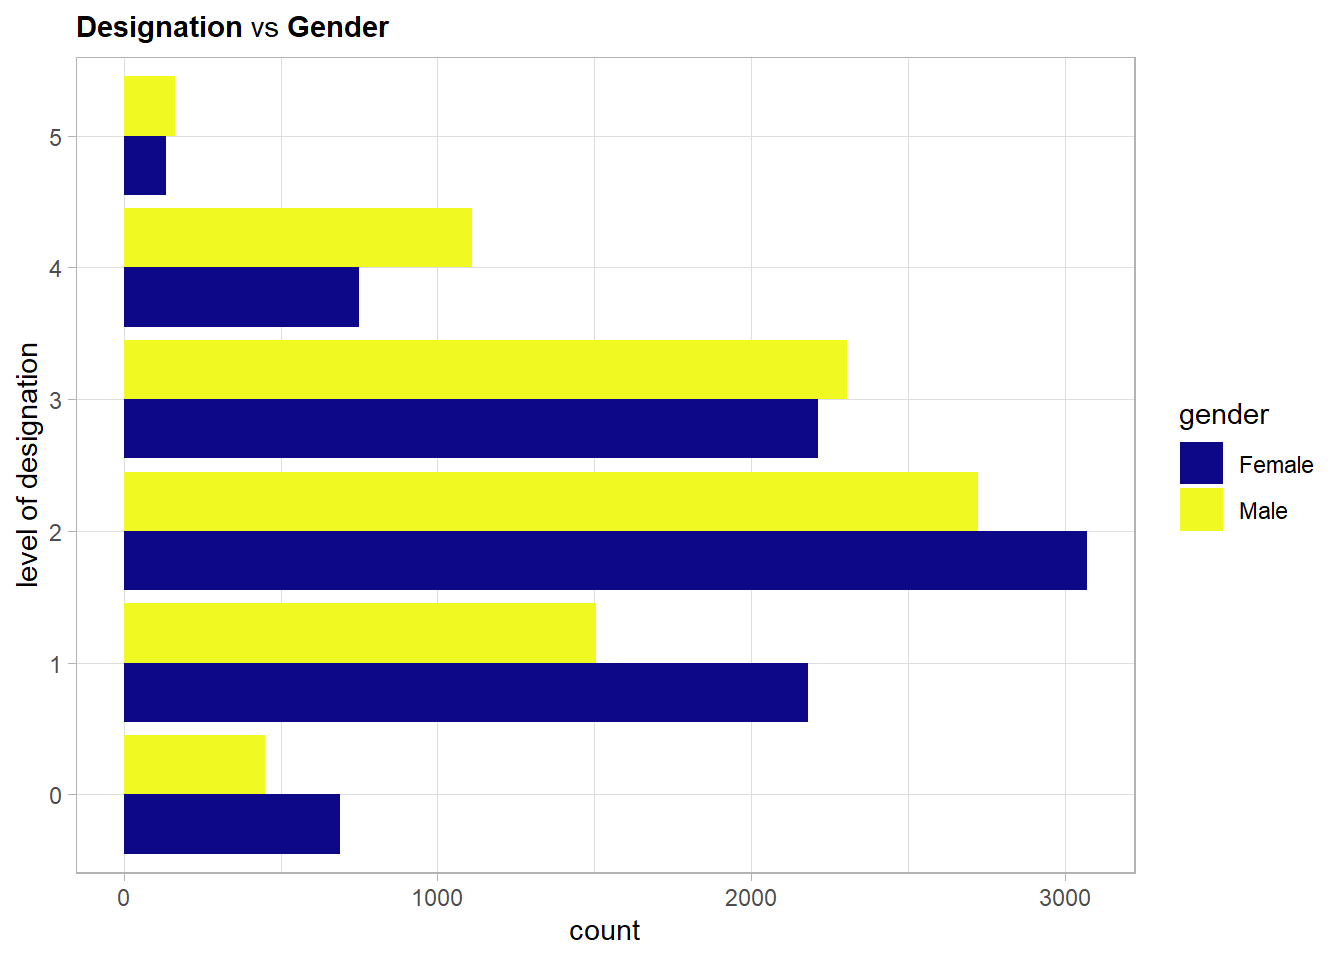 Designation vs Gender
level of designation
5
4
3
2
1
0
0 1000 2000 3000
count
gender
Female
Male